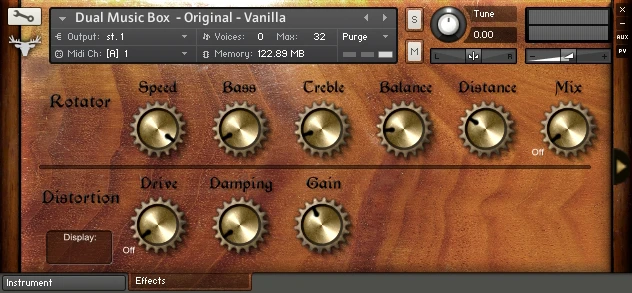 Dual Music Box - Original - Vanilla
S
Tune
0.00
Output: st. 1
Voices: 0 Max: 32 Purge
Midi Ch: [A] 1
Memory: 122.89 MB
M
L R
AUX
PV
Rotator
Speed Bass Treble Balance Distance Mix
Off
Distortion
Drive Damping Gain
Display:
Off
Instrument Effects